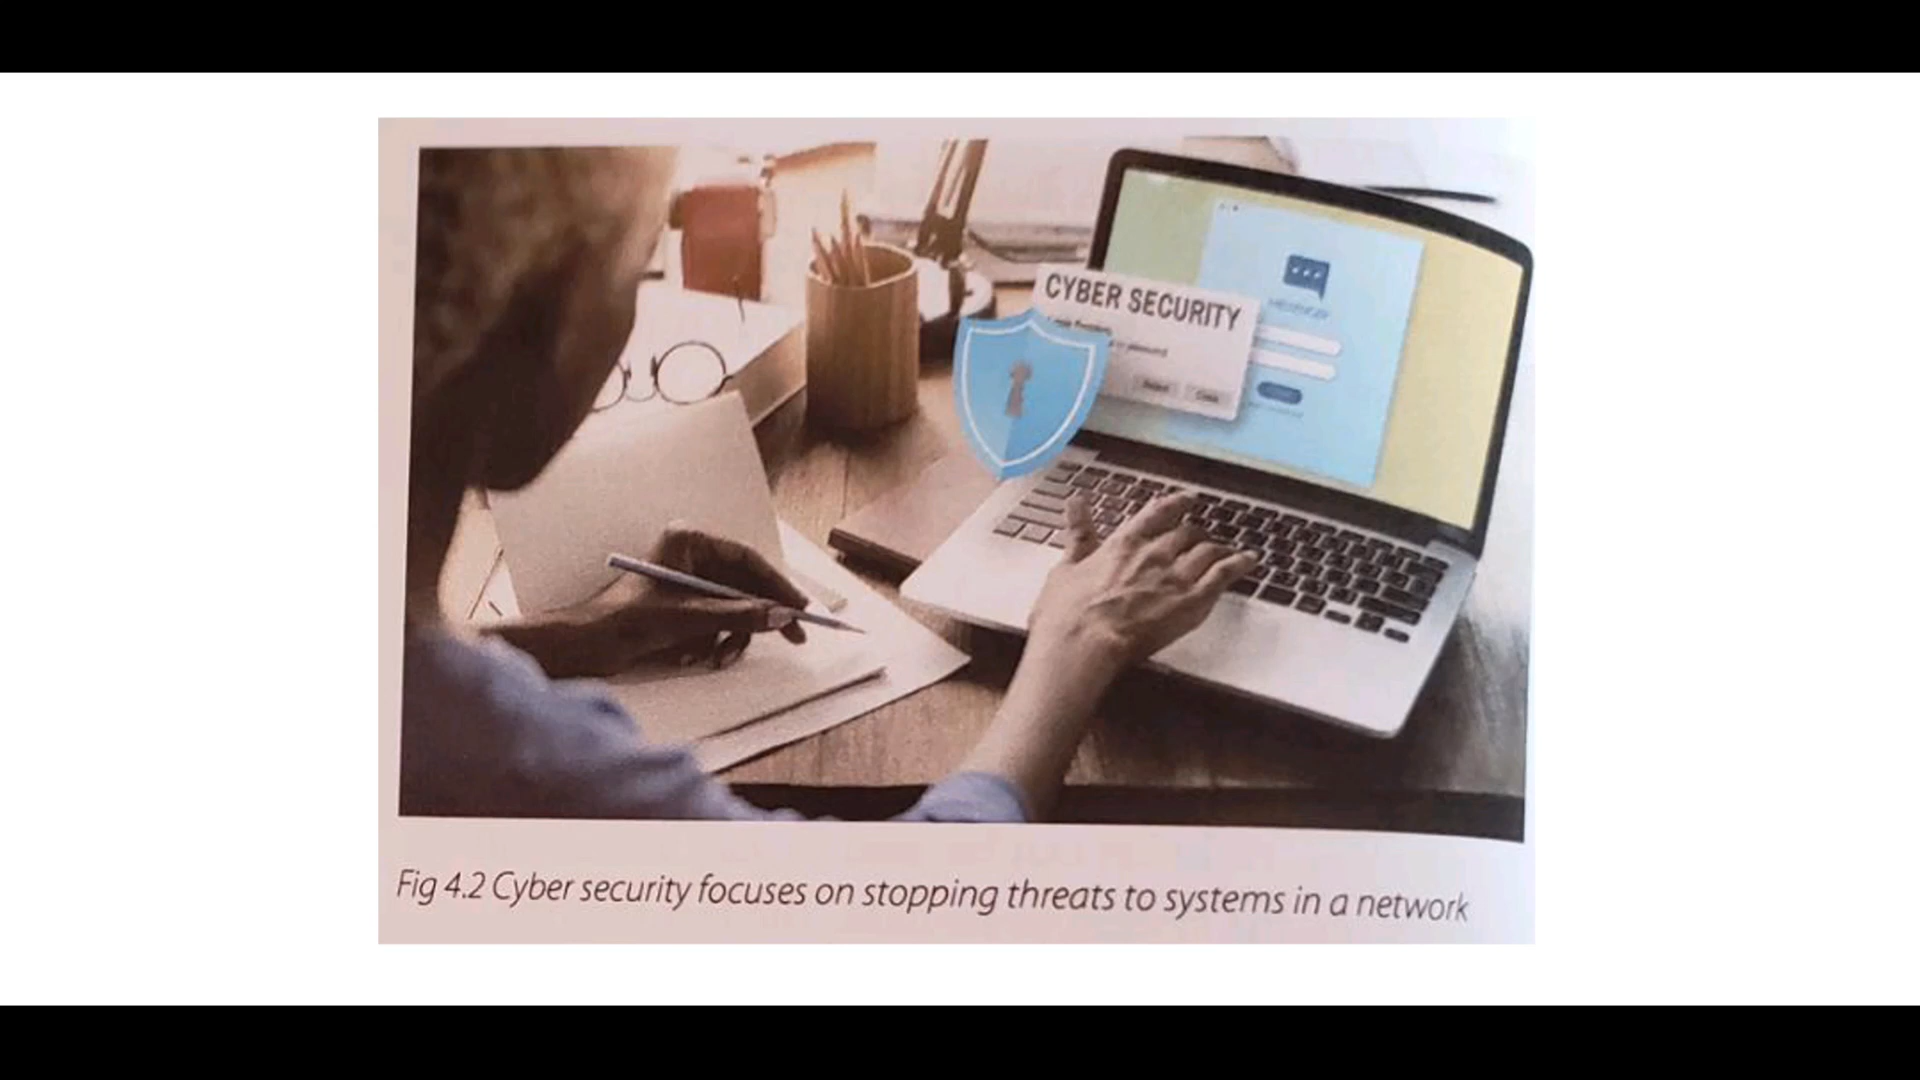 CYBER SECURITY
Fig 4.2 Cyber security focuses on stopping threats to systems in a network